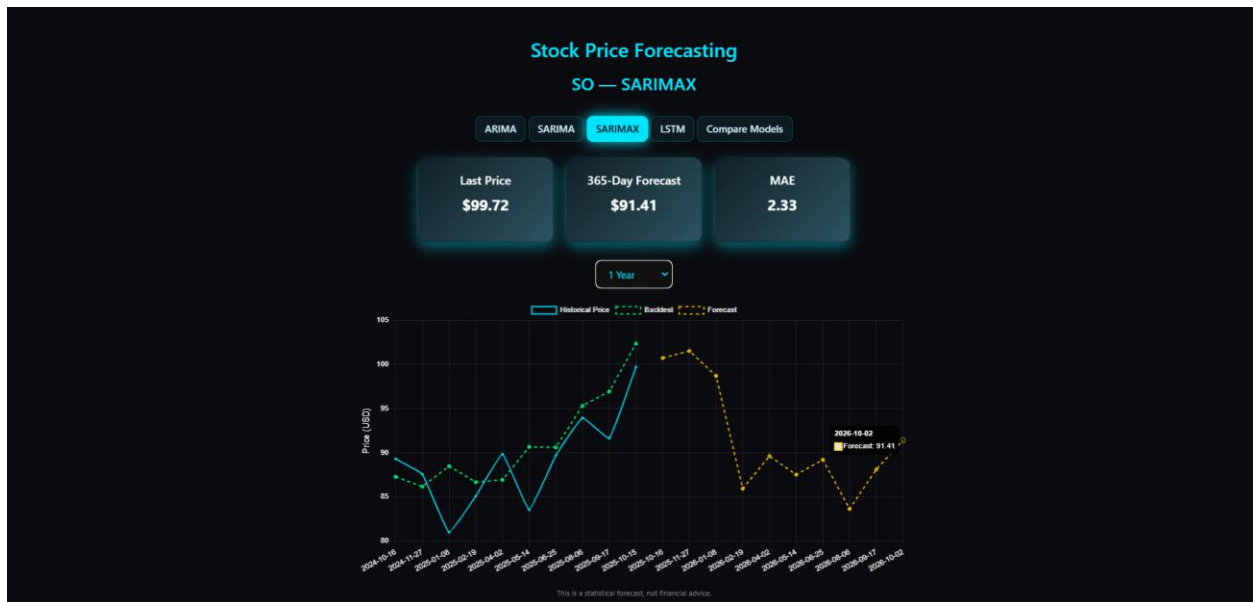 Stock Price Forecasting
SO — SARIMAX
ARIMA SARIMA SARIMAX LSTM Compare Models
Last Price 365-Day Forecast MAE
$99.72 $91.41 2.33
1 Year
Historical Price Backtest Forecast
105
100
95
90
85
80
Price (USD)
2026-10-02
Forecast: 91.41
2024-10-16 2024-11-27 2025-01-08 2025-02-19 2025-04-02 2025-05-14 2025-06-25 2025-08-06 2025-09-17 2025-10-15 2025-10-16 2025-11-27 2026-01-08 2026-02-19 2026-04-02 2026-05-14 2026-06-25 2026-08-06 2026-09-17 2026-10-02
This is a statistical forecast, not financial advice.